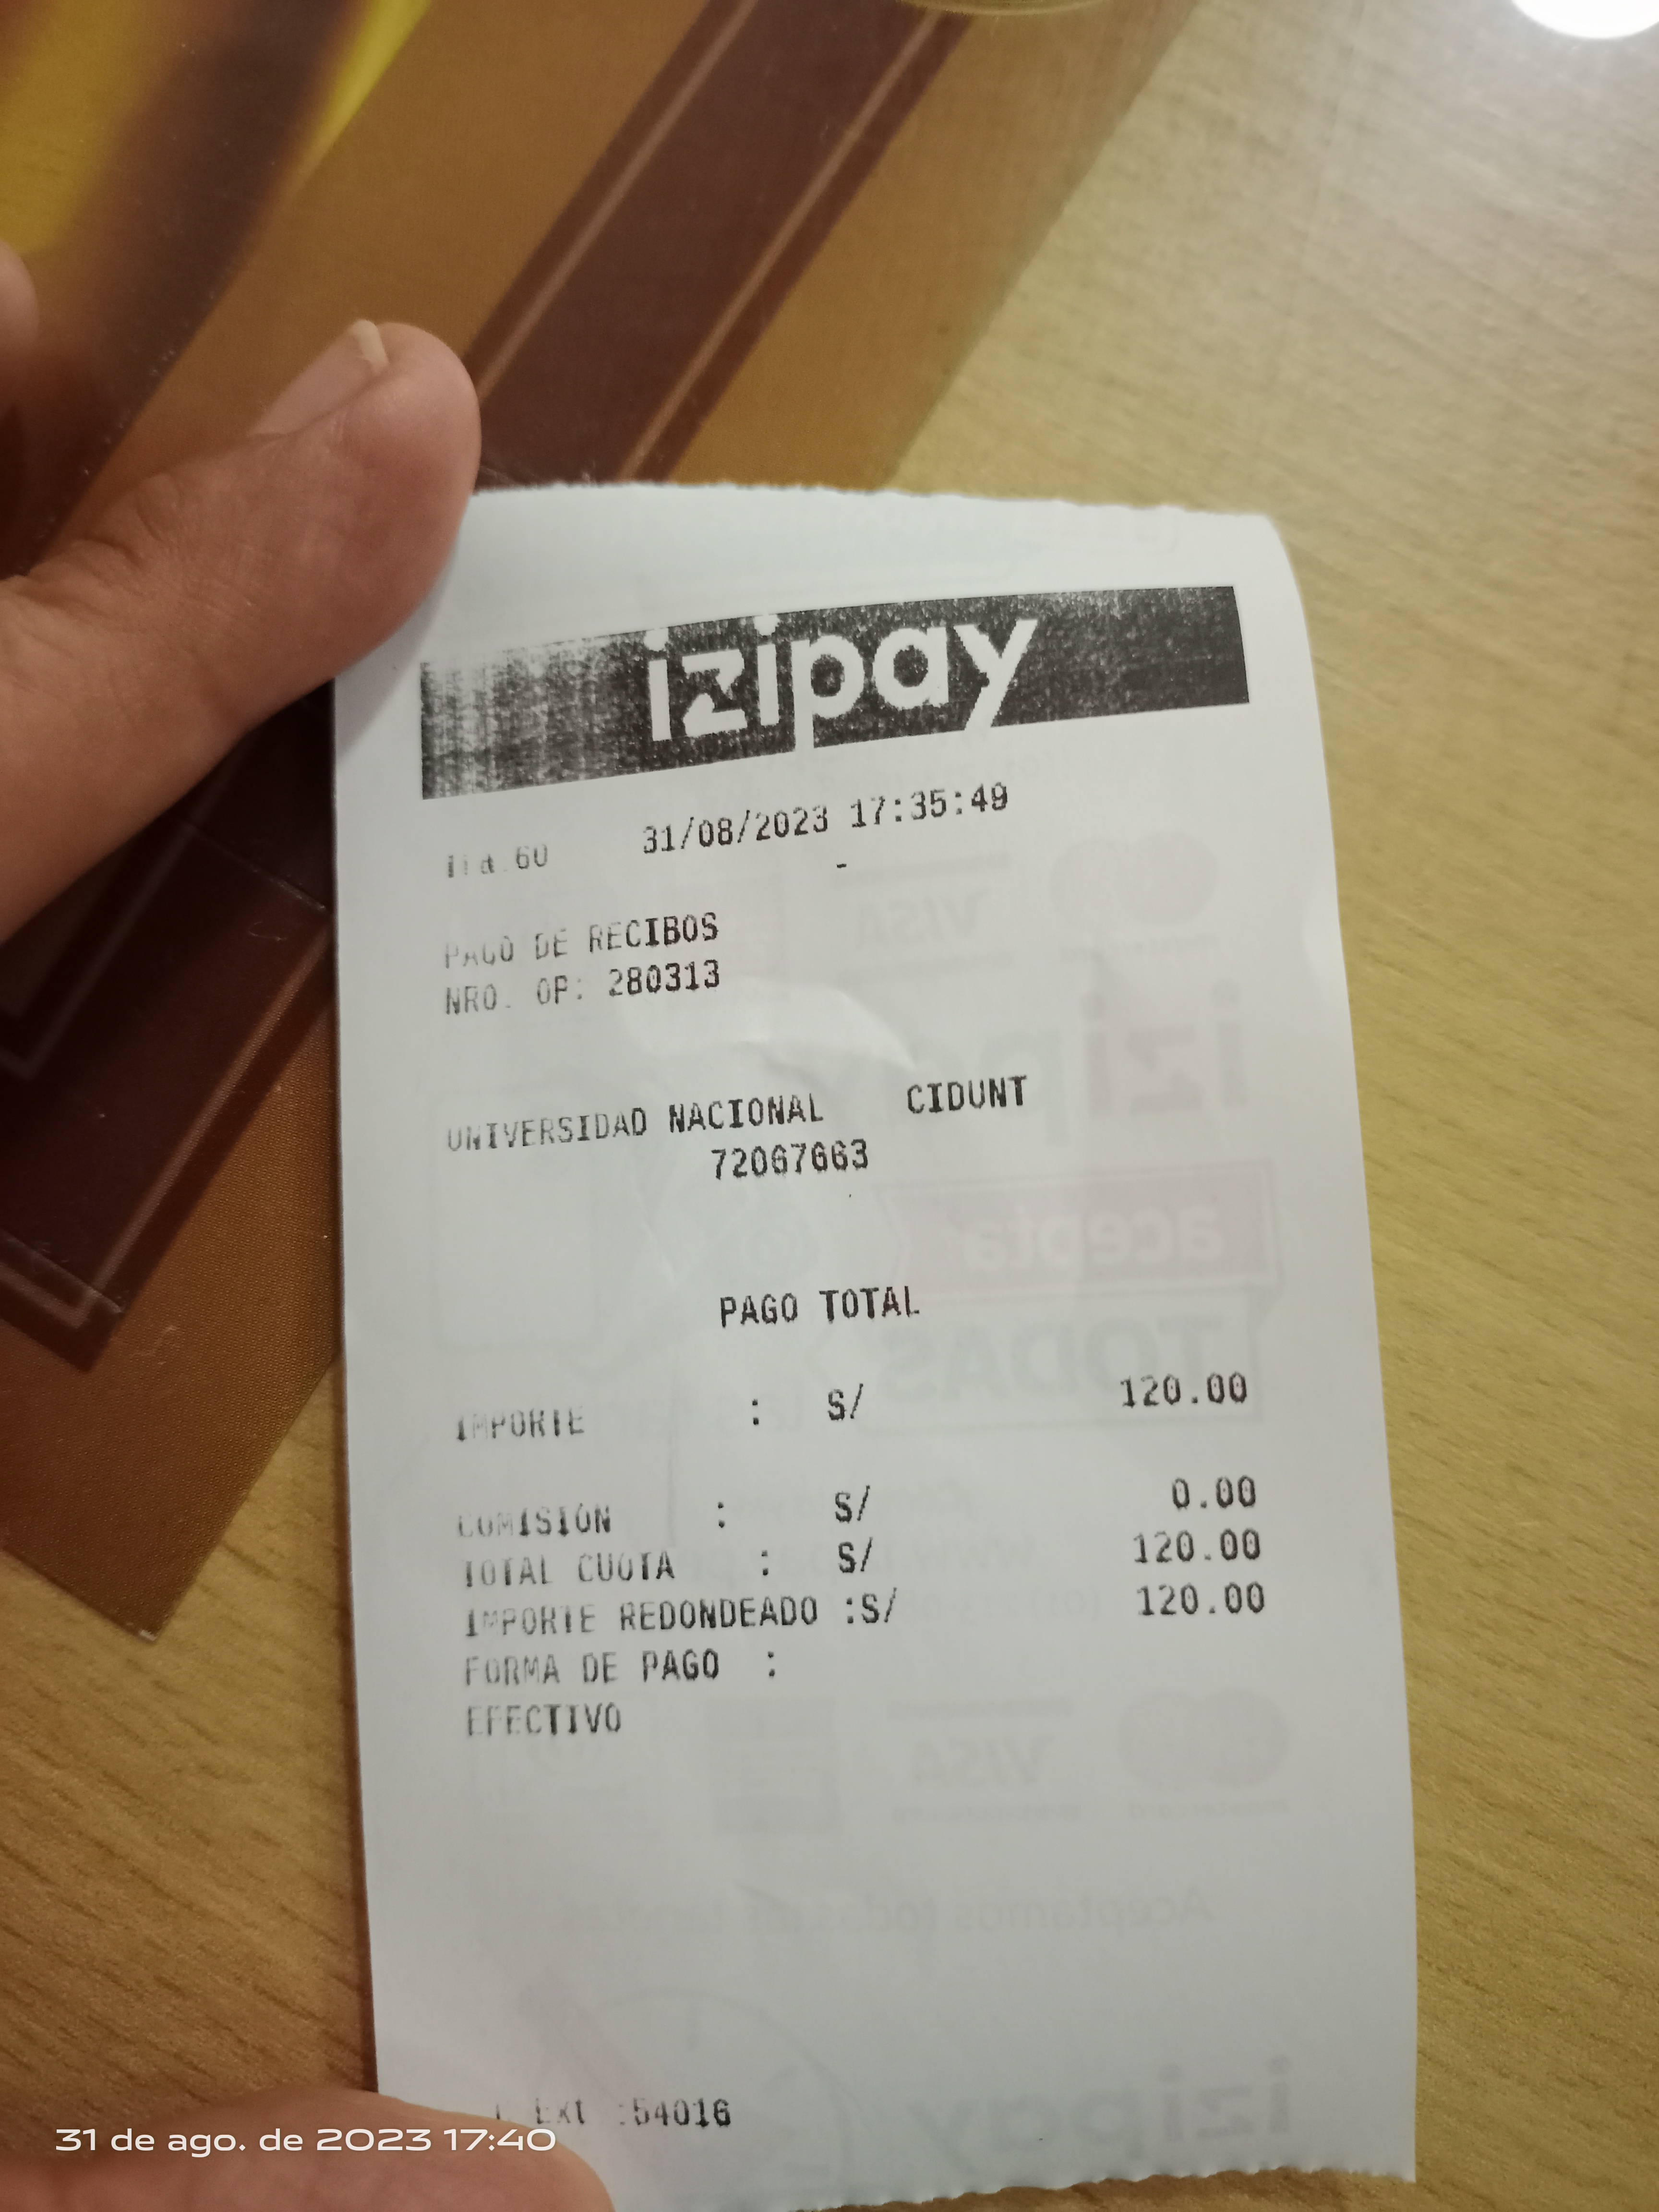 izipay
60 31/08/2023 17:35:49
-
PAGO DE RECIBOS
NRO. OP: 280313
UNIVERSIDAD NACIONAL CIDUNT
72067663
PAGO TOTAL
IMPORTE : S/ 120.00
COMISIÓN : S/ 0.00
TOTAL CUOTA : S/ 120.00
IMPORTE REDONDEADO :S/ 120.00
FORMA DE PAGO :
EFECTIVO
Ext :54016
31 de ago. de 2023 17:40